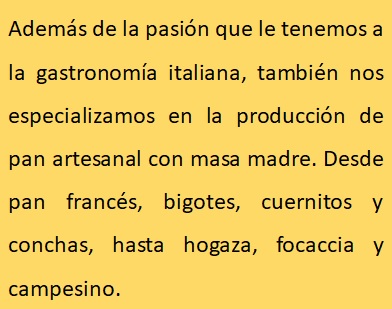 Además de la pasión que le tenemos a
la gastronomía italiana, también nos
especializamos en la producción de
pan artesanal con masa madre. Desde
pan francés, bigotes, cuernitos y
conchas, hasta hogaza, focaccia y
campesino.